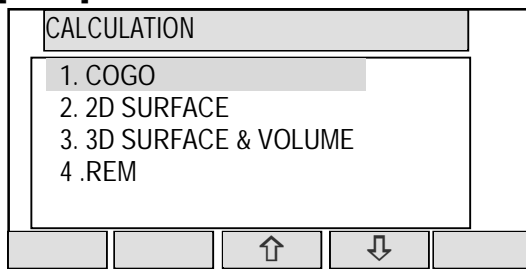 CALCULATION
1. COGO
2. 2D SURFACE
3. 3D SURFACE & VOLUME
4 .REM